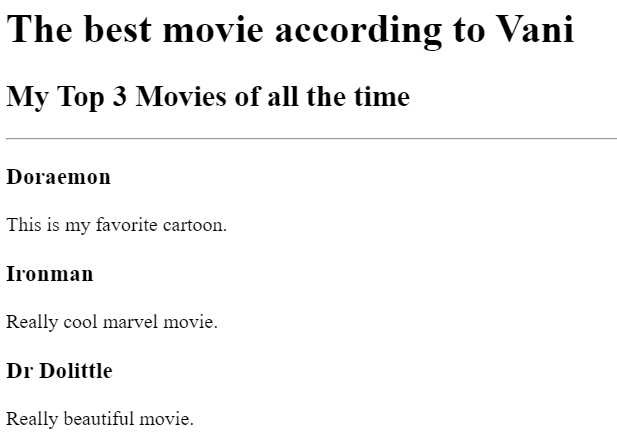 The best movie according to Vani
My Top 3 Movies of all the time
Doraemon
This is my favorite cartoon.
Ironman
Really cool marvel movie.
Dr Dolittle
Really beautiful movie.